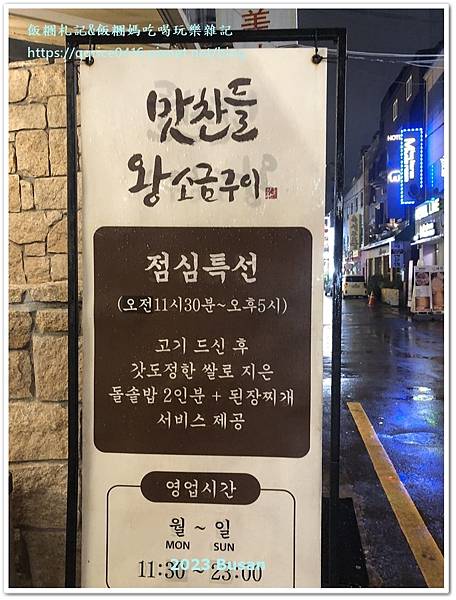 飯糰札記&飯糰媽吃喝玩樂雜記
맛찬들
왕소금구이
점심특선
(오전11시30분~오후5시)
고기 드신 후
갓도정한 쌀로 지은
돌솥밥 2인분 + 된장찌개
서비스 제공
영업시간
월 ~ 일
MON SUN
11:30 ~ 23:00
2023 Busan
美
HOTEL